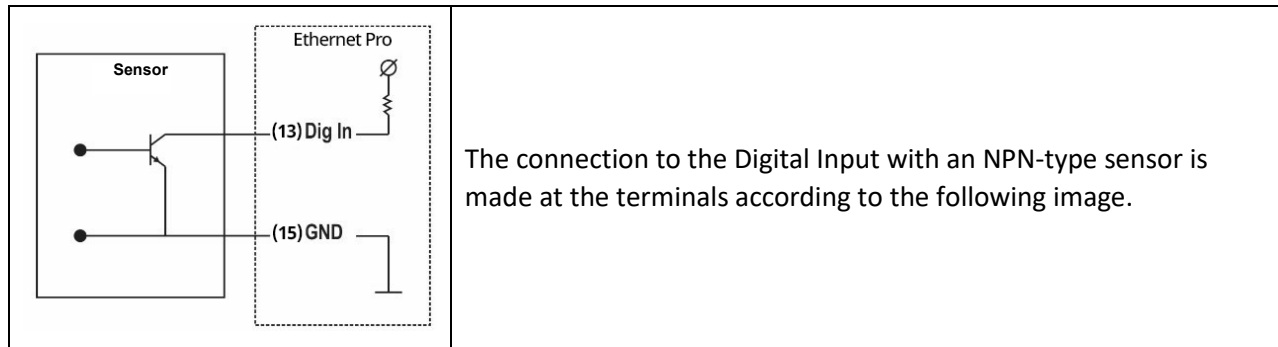 Ethernet Pro
Sensor
(13) Dig In
(15) GND
The connection to the Digital Input with an NPN-type sensor is
made at the terminals according to the following image.